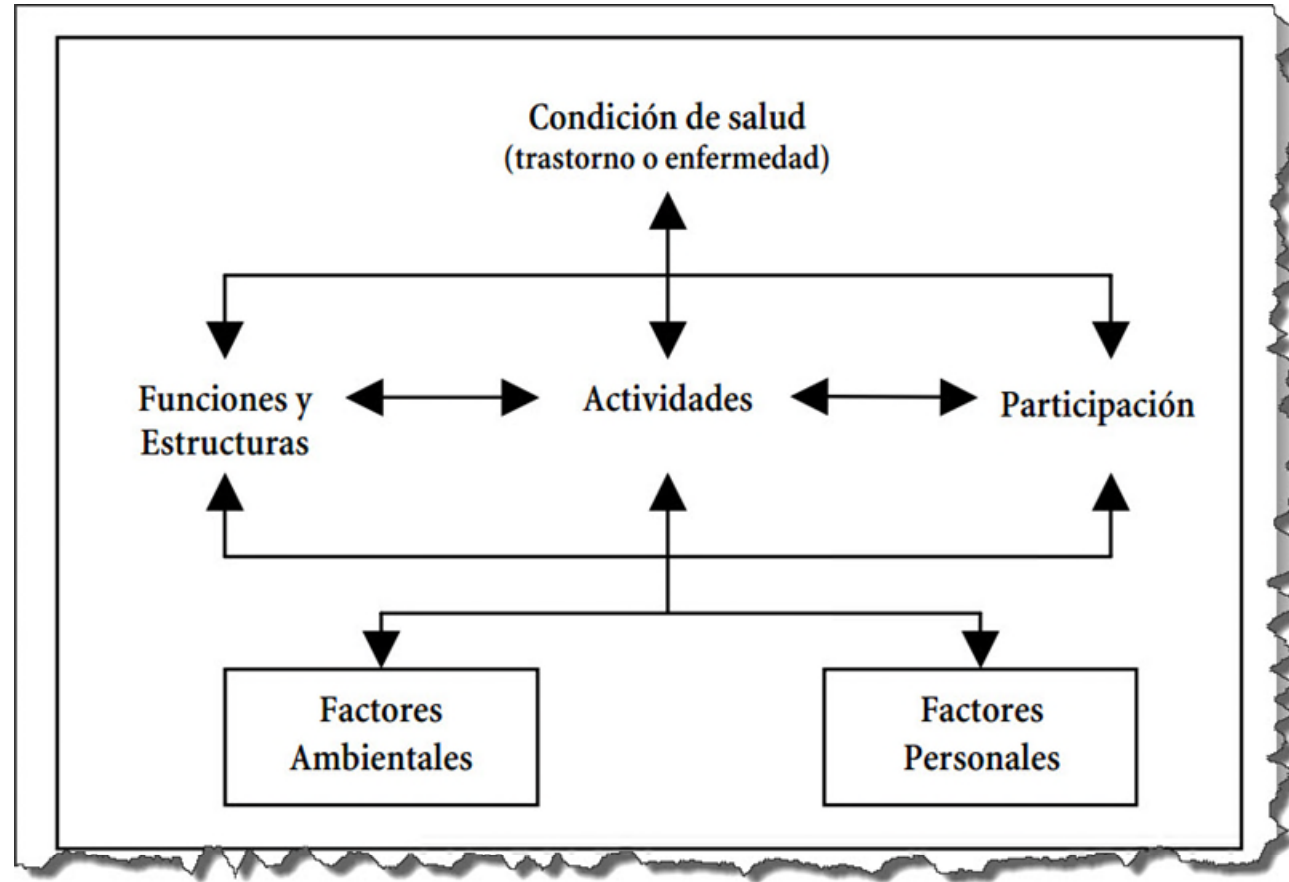 Condición de salud
(trastorno o enfermedad)
Funciones y
Estructuras
Actividades
Participación
Factores
Ambientales
Factores
Personales